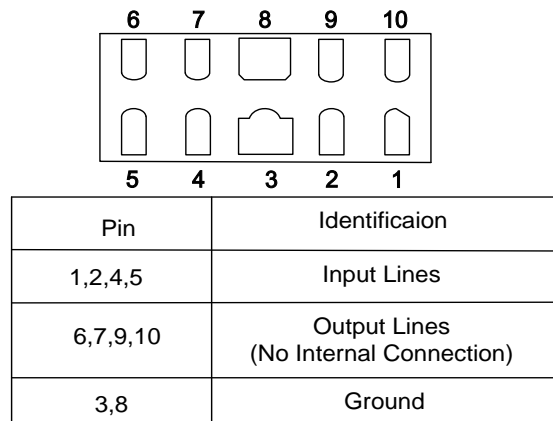 6 7 8 9 10
5 4 3 2 1
Pin Identificaion
1,2,4,5 Input Lines
6,7,9,10 Output Lines
(No Internal Connection)
3,8 Ground